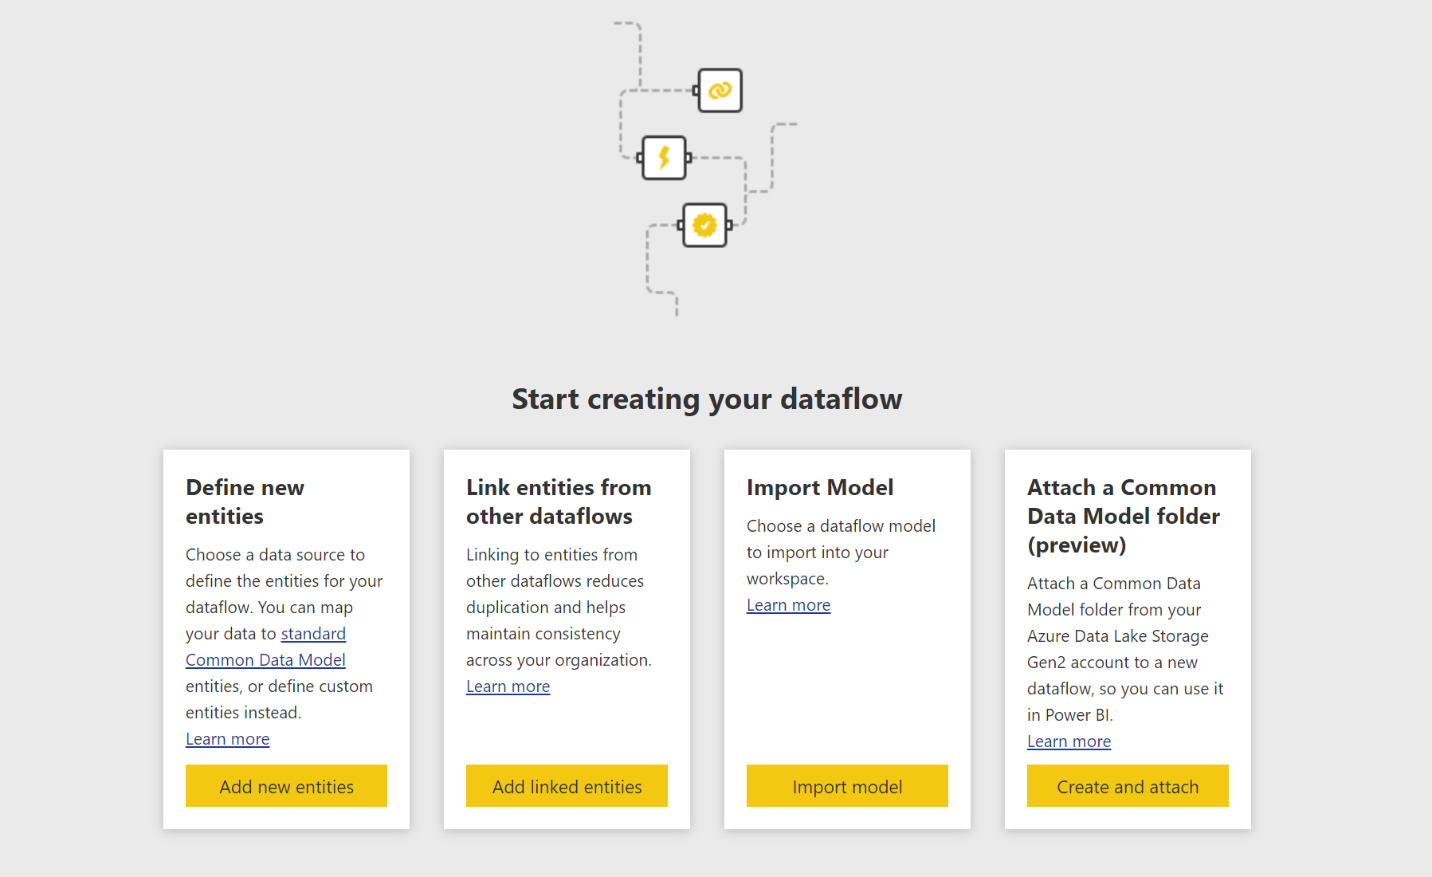 Start creating your dataflow
Define new
entities
Choose a data source to
define the entities for your
dataflow. You can map
your data to standard
Common Data Model
entities, or define custom
entities instead.
Learn more
Add new entities
Link entities from
other dataflows
Linking to entities from
other dataflows reduces
duplication and helps
maintain consistency
across your organization.
Learn more
Add linked entities
Import Model
Choose a dataflow model
to import into your
workspace.
Learn more
Import model
Attach a Common
Data Model folder
(preview)
Attach a Common Data
Model folder from your
Azure Data Lake Storage
Gen2 account to a new
dataflow, so you can use it
in Power BI.
Learn more
Create and attach